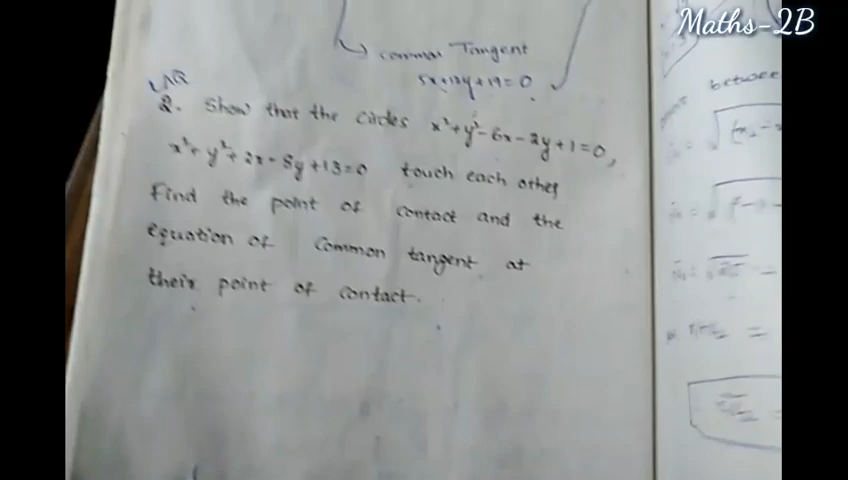 Maths-2B
Common Tangent
5x+12y+19=0
2. Show that the circles x²+y²-6x-2y+1=0,
x²+y²+2x-8y+13=0 touch each other
Find the point of contact and the
equation of common tangent at
their point of contact.
between